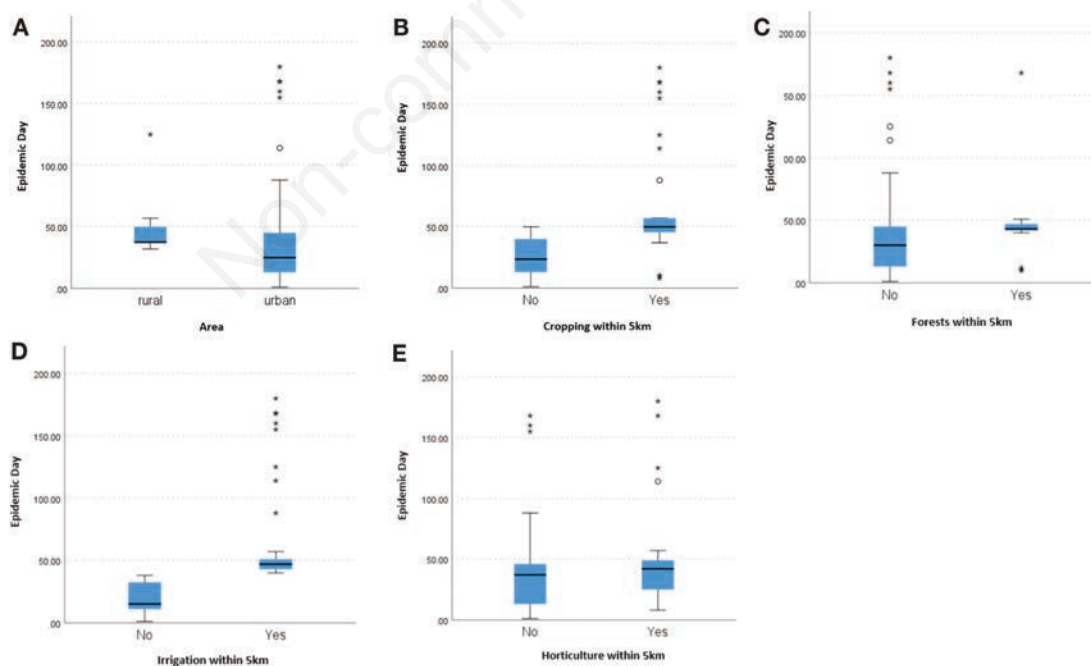 A
Epidemic Day
200.00
150.00
100.00
50.00
.00
rural
urban
Area
B
Epidemic Day
200.00
150.00
100.00
50.00
.00
No
Yes
Cropping within 5km
C
Epidemic Day
200.00
50.00
00.00
50.00
.00
No
Yes
Forests within 5km
D
Epidemic Day
200.00
150.00
100.00
50.00
.00
No
Yes
Irrigation within 5km
E
Epidemic Day
200.00
150.00
100.00
50.00
.00
No
Yes
Horticulture within 5km